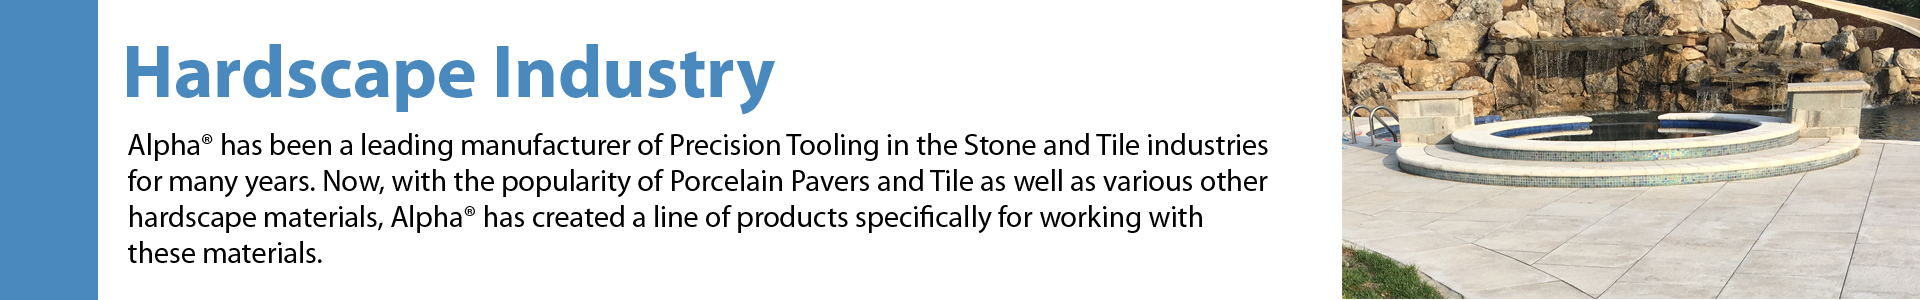 Hardscape Industry
Alpha® has been a leading manufacturer of Precision Tooling in the Stone and Tile industries
for many years. Now, with the popularity of Porcelain Pavers and Tile as well as various other
hardscape materials, Alpha® has created a line of products specifically for working with
these materials.